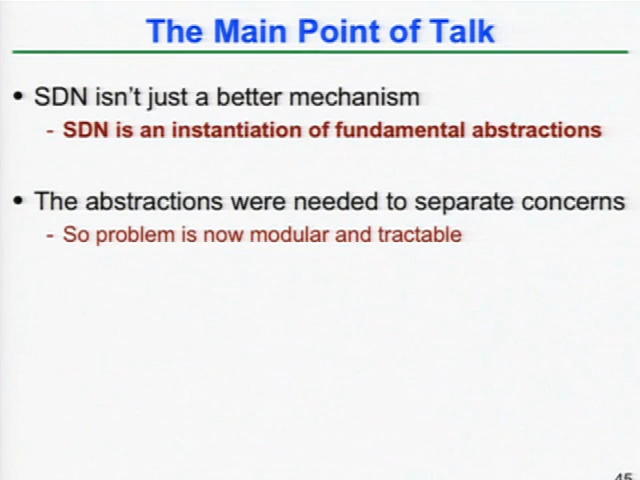 The Main Point of Talk
• SDN isn't just a better mechanism
- SDN is an instantiation of fundamental abstractions
• The abstractions were needed to separate concerns
- So problem is now modular and tractable
45